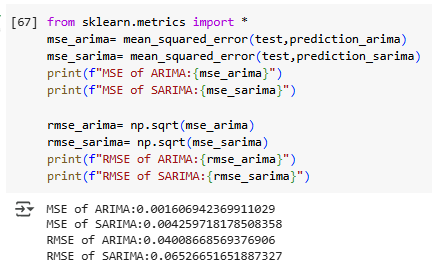 [67] from sklearn.metrics import *
mse_arima= mean_squared_error(test,prediction_arima)
mse_sarima= mean_squared_error(test,prediction_sarima)
print(f"MSE of ARIMA:{mse_arima}")
print(f"MSE of SARIMA:{mse_sarima}")
rmse_arima= np.sqrt(mse_arima)
rmse_sarima= np.sqrt(mse_sarima)
print(f"RMSE of ARIMA:{rmse_arima}")
print(f"RMSE of SARIMA:{rmse_sarima}")
MSE of ARIMA:0.001606942369911029
MSE of SARIMA:0.004259718178508358
RMSE of ARIMA:0.04008668569376906
RMSE of SARIMA:0.06526651651887327